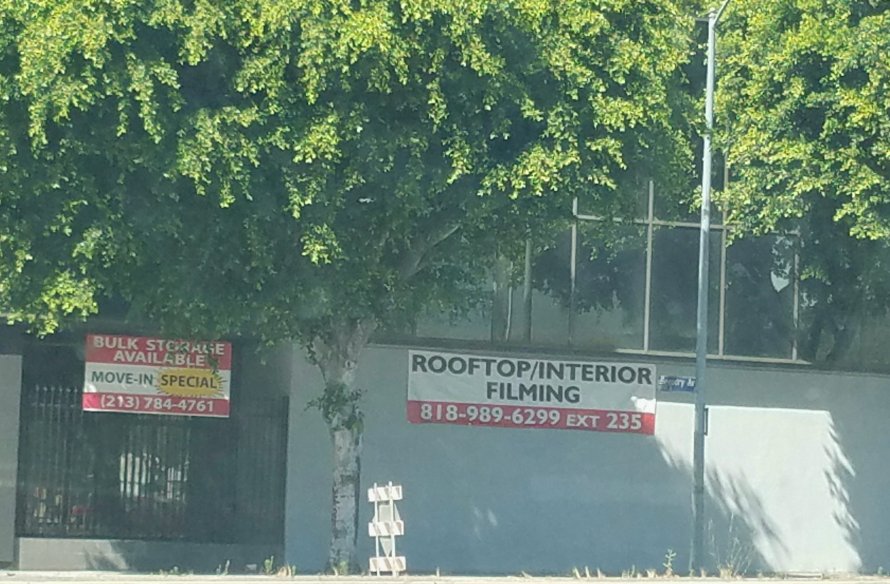 BULK STORAGE
AVAILABLE
MOVE-IN SPECIAL
(213) 784-4761
ROOFTOP/INTERIOR
FILMING
818-989-6299 EXT 235